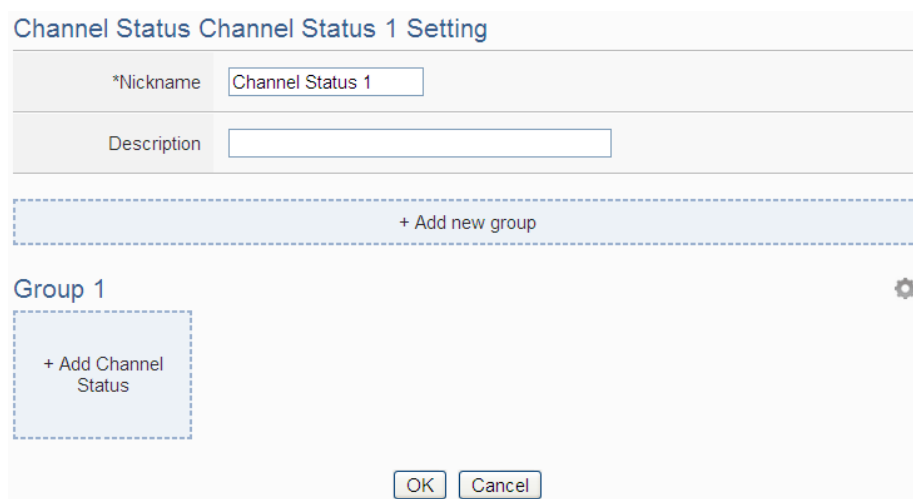 Channel Status Channel Status 1 Setting
*Nickname Channel Status 1
Description
+ Add new group
Group 1
+ Add Channel
Status
OK Cancel